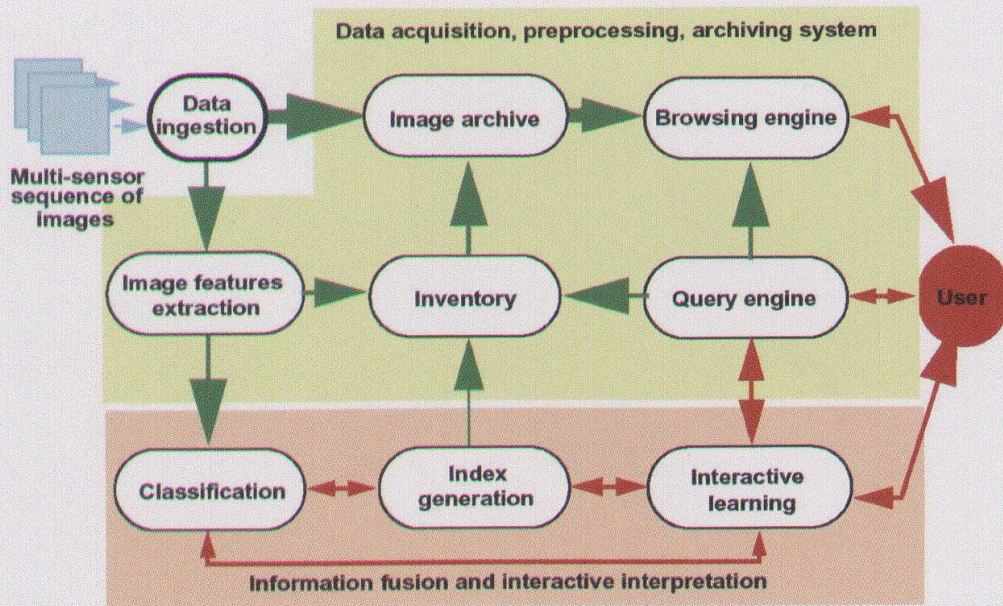 Data acquisition, preprocessing, archiving system
Data
ingestion
Image archive
Browsing engine
Multi-sensor
sequence of
images
Image features
extraction
Inventory
Query engine
User
Classification
Index
generation
Interactive
learning
Information fusion and interactive interpretation